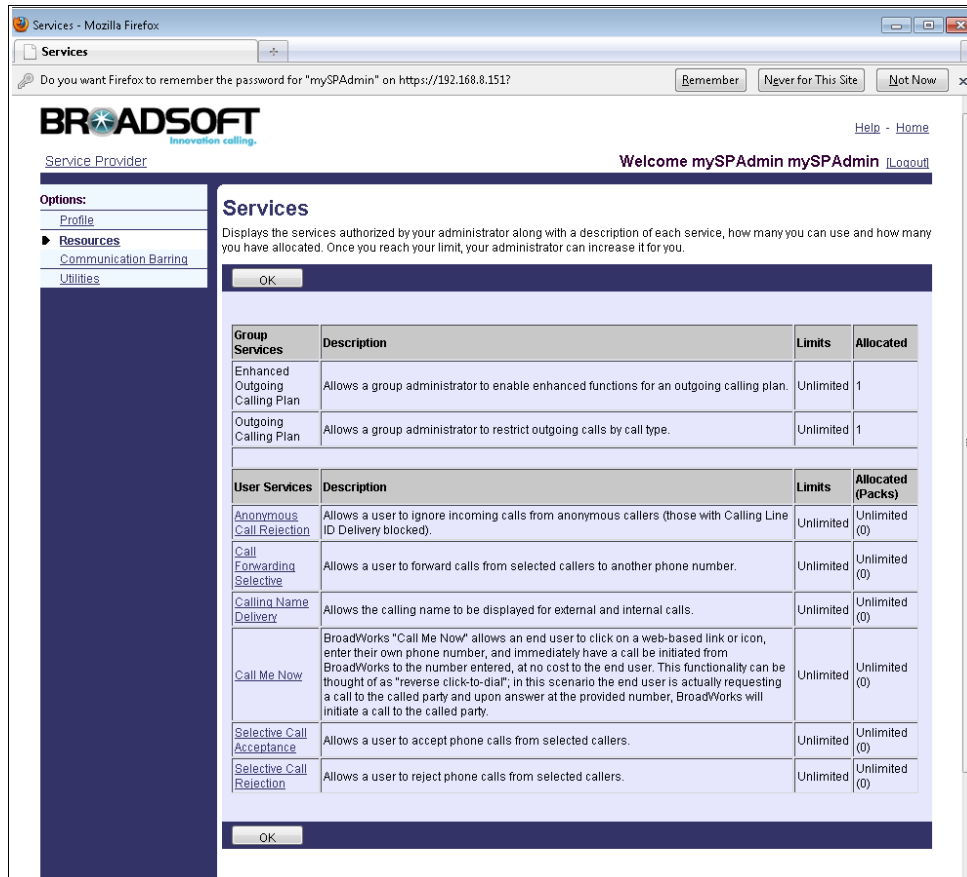 Services - Mozilla Firefox
Services
Do you want Firefox to remember the password for "mySPAdmin" on https://192.168.8.151?
Remember
Never for This Site
Not Now
BROADSOFT
Innovation calling.
Help - Home
Service Provider
Welcome mySPAdmin mySPAdmin [Logout]
Options:
Profile
Resources
Communication Barring
Utilities
Services
Displays the services authorized by your administrator along with a description of each service, how many you can use and how many
you have allocated. Once you reach your limit, your administrator can increase it for you.
OK
Group
Services
Description
Limits
Allocated
Enhanced
Outgoing
Calling Plan
Allows a group administrator to enable enhanced functions for an outgoing calling plan.
Unlimited
1
Outgoing
Calling Plan
Allows a group administrator to restrict outgoing calls by call type.
Unlimited
1
User Services
Description
Limits
Allocated
(Packs)
Anonymous
Call Rejection
Allows a user to ignore incoming calls from anonymous callers (those with Calling Line
ID Delivery blocked).
Unlimited
Unlimited
(0)
Call
Forwarding
Selective
Allows a user to forward calls from selected callers to another phone number.
Unlimited
Unlimited
(0)
Calling Name
Delivery
Allows the calling name to be displayed for external and internal calls.
Unlimited
Unlimited
(0)
Call Me Now
BroadWorks "Call Me Now" allows an end user to click on a web-based link or icon,
enter their own phone number, and immediately have a call be initiated from
BroadWorks to the number entered, at no cost to the end user. This functionality can be
thought of as "reverse click-to-dial"; in this scenario the end user is actually requesting
a call to the called party and upon answer at the provided number, BroadWorks will
initiate a call to the called party.
Unlimited
Unlimited
(0)
Selective Call
Acceptance
Allows a user to accept phone calls from selected callers.
Unlimited
Unlimited
(0)
Selective Call
Rejection
Allows a user to reject phone calls from selected callers.
Unlimited
Unlimited
(0)
OK